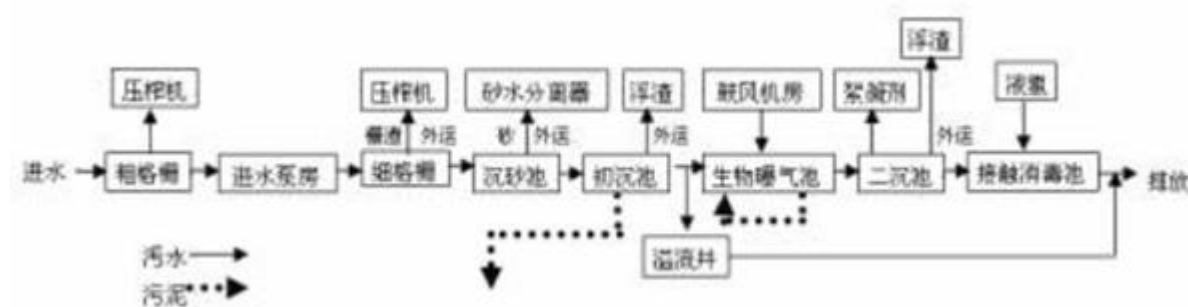 浮渣
压榨机
压榨机
砂水分离器
浮渣
鼓风机房
絮凝剂
液氯
栅渣
外运
砂
外运
外运
外运
进水
粗格栅
进水泵房
细格栅
沉砂池
初沉池
生物曝气池
二沉池
接触消毒池
排放
溢流井
污水
污泥